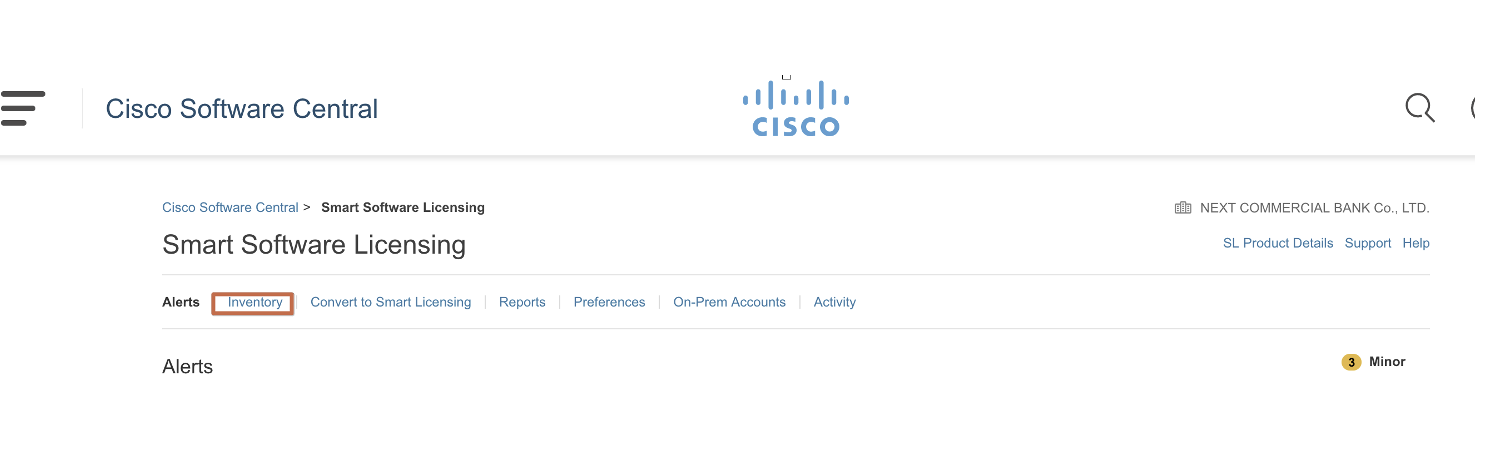 Cisco Software Central
CISCO
Cisco Software Central > Smart Software Licensing
NEXT COMMERCIAL BANK Co., LTD.
Smart Software Licensing
SL Product Details Support Help
Alerts Inventory Convert to Smart Licensing Reports Preferences On-Prem Accounts Activity
Alerts
3 Minor